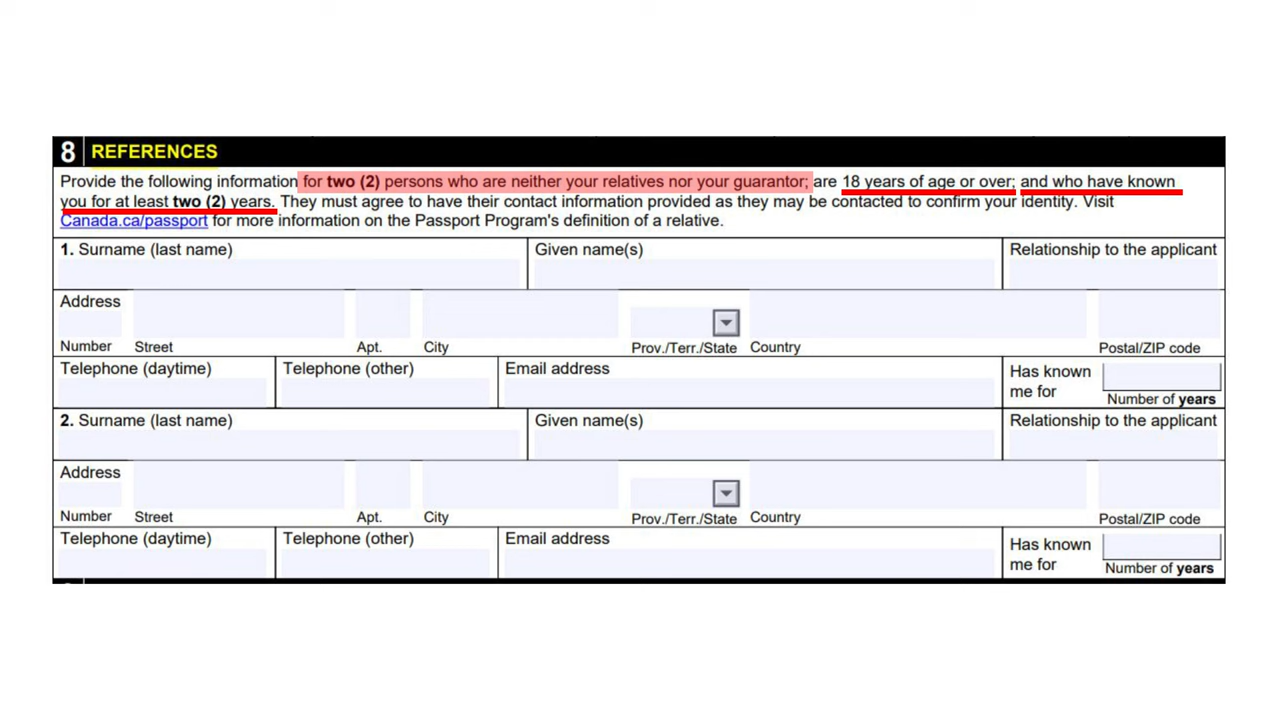 8 REFERENCES
Provide the following information for two (2) persons who are neither your relatives nor your guarantor; are 18 years of age or over; and who have known
you for at least two (2) years. They must agree to have their contact information provided as they may be contacted to confirm your identity. Visit
Canada.ca/passport for more information on the Passport Program's definition of a relative.
1. Surname (last name) Given name(s) Relationship to the applicant
Address
Number Street Apt. City Prov./Terr./State Country Postal/ZIP code
Telephone (daytime) Telephone (other) Email address Has known
me for
Number of years
2. Surname (last name) Given name(s) Relationship to the applicant
Address
Number Street Apt. City Prov./Terr./State Country Postal/ZIP code
Telephone (daytime) Telephone (other) Email address Has known
me for
Number of years